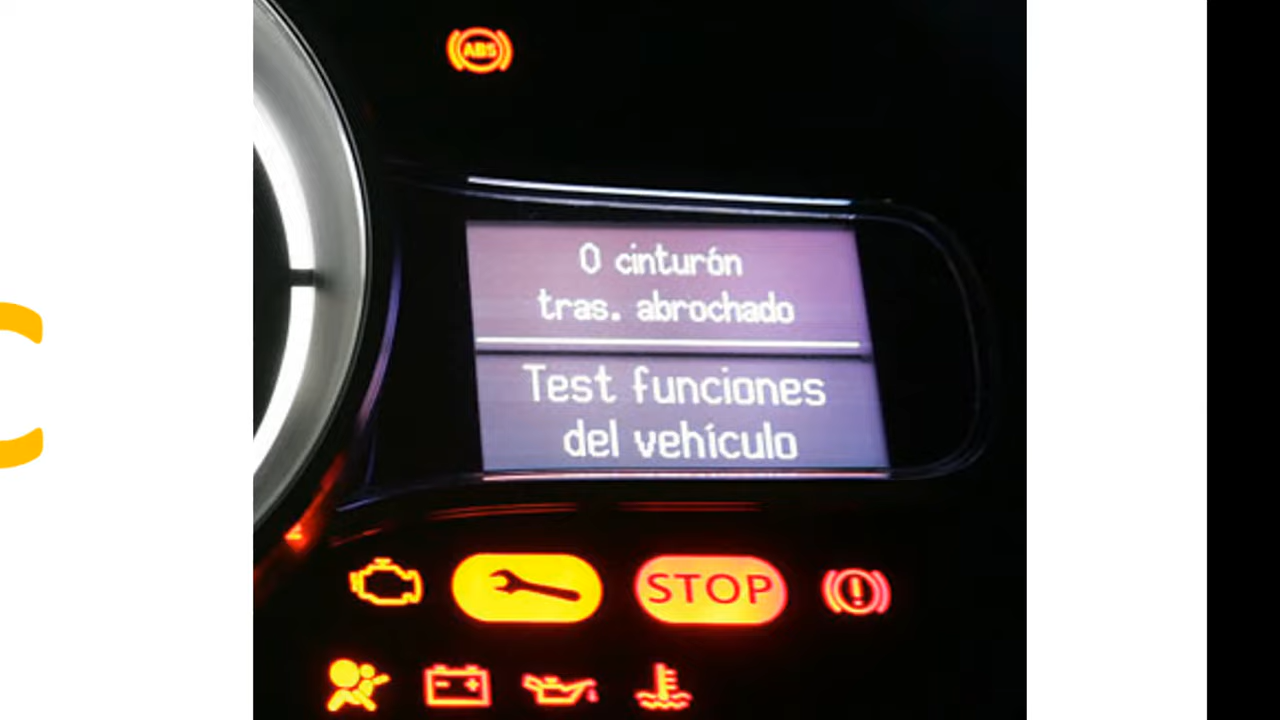 ABS
0 cinturón
tras. abrochado
Test funciones
del vehículo
STOP